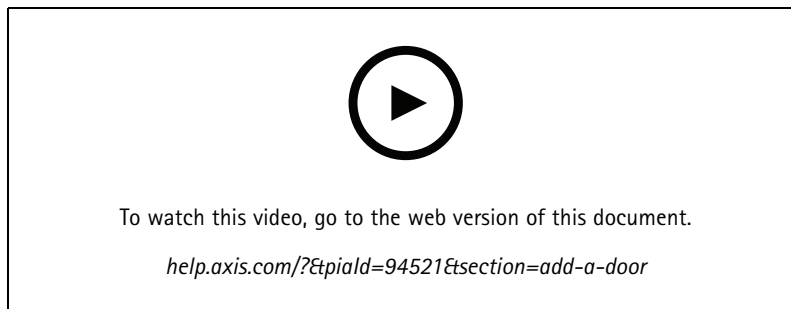 To watch this video, go to the web version of this document.
help.axis.com/?&piaId=94521&section=add-a-door